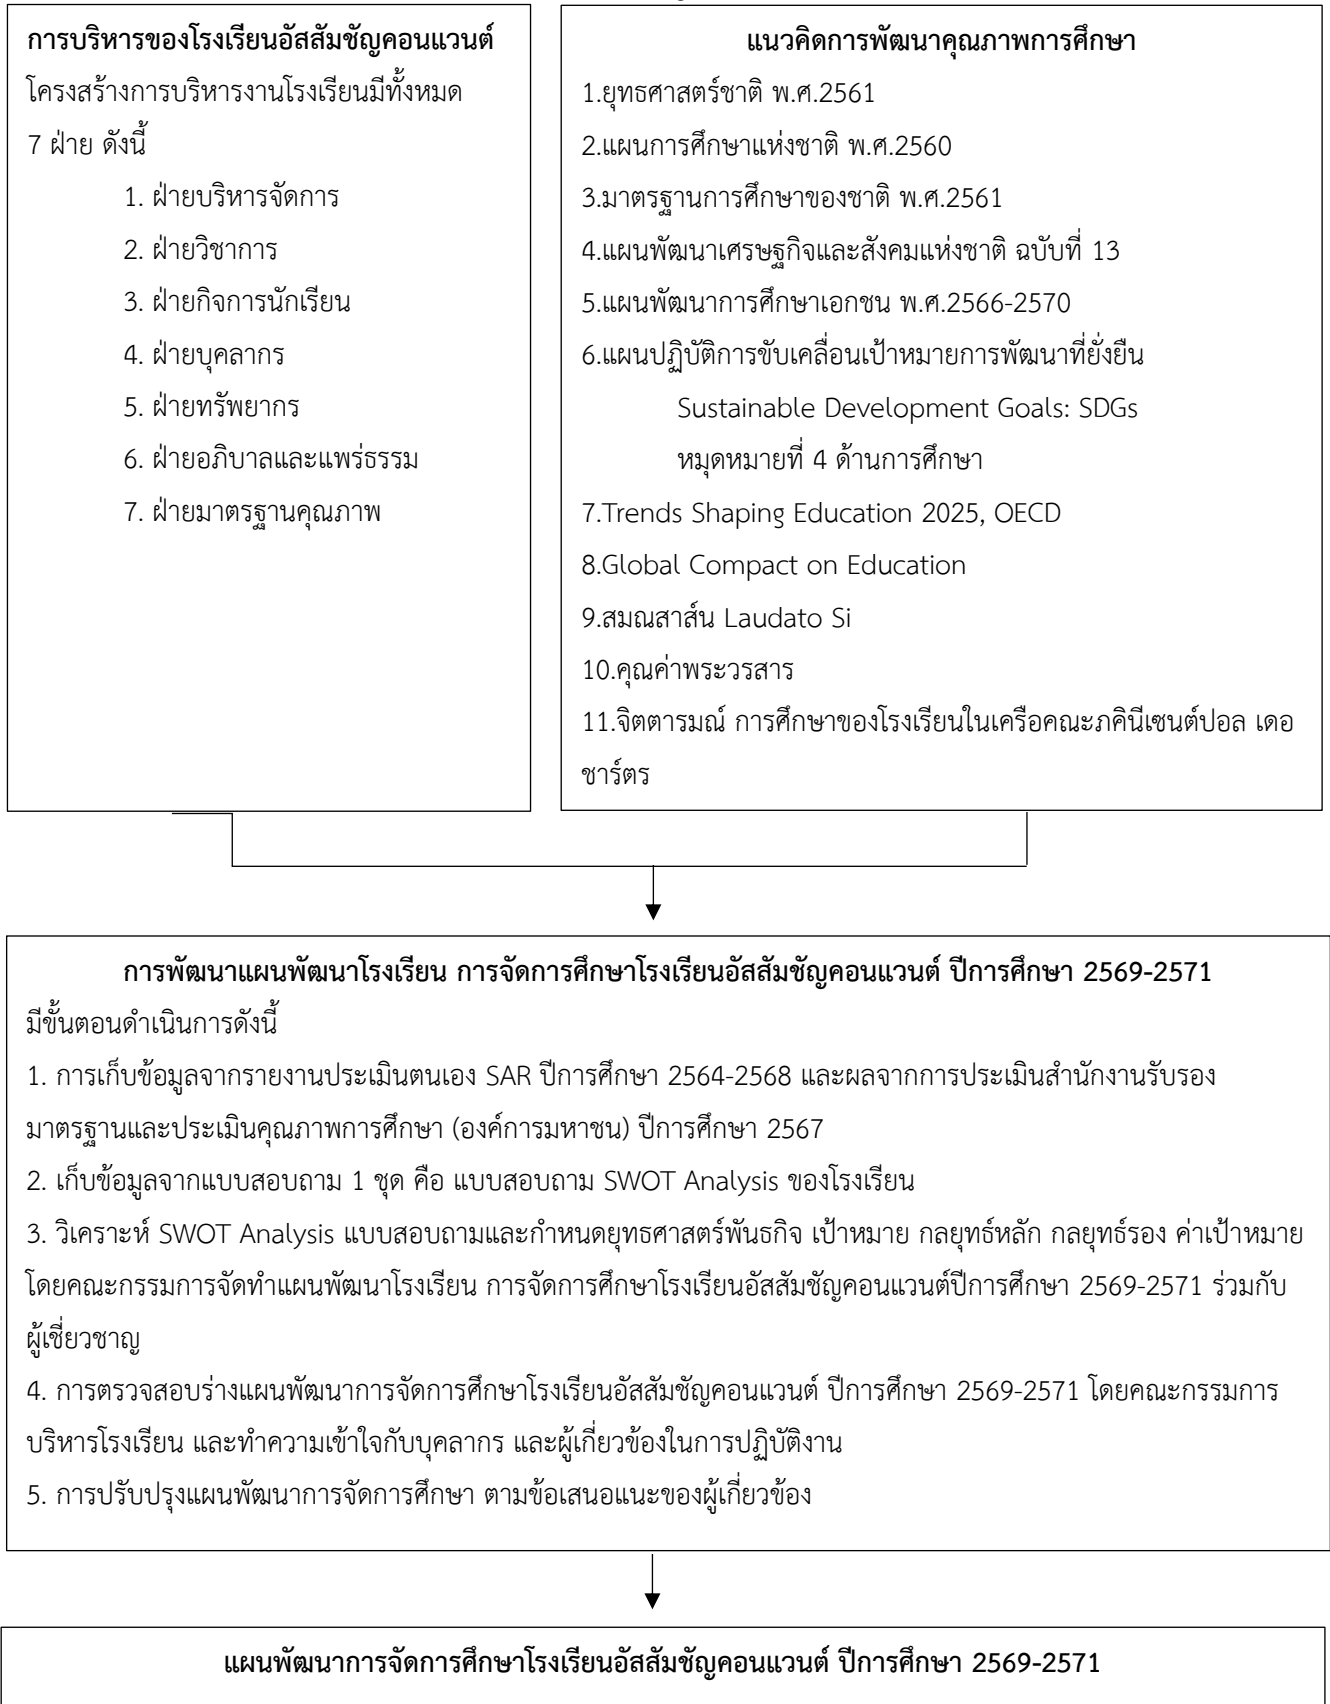 การบริหารของโรงเรียนอัสสัมชัญคอนแวนต์
โครงสร้างการบริหารงานโรงเรียนมีทั้งหมด
7 ฝ่าย ดังนี้
1. ฝ่ายบริหารจัดการ
2. ฝ่ายวิชาการ
3. ฝ่ายกิจการนักเรียน
4. ฝ่ายบุคลากร
5. ฝ่ายทรัพยากร
6. ฝ่ายอภิบาลและแพร่ธรรม
7. ฝ่ายมาตรฐานคุณภาพ
แนวคิดการพัฒนาคุณภาพการศึกษา
1.ยุทธศาสตร์ชาติ พ.ศ.2561
2.แผนการศึกษาแห่งชาติ พ.ศ.2560
3.มาตรฐานการศึกษาของชาติ พ.ศ.2561
4.แผนพัฒนาเศรษฐกิจและสังคมแห่งชาติ ฉบับที่ 13
5.แผนพัฒนาการศึกษาเอกชน พ.ศ.2566-2570
6.แผนปฏิบัติการขับเคลื่อนเป้าหมายการพัฒนาที่ยั่งยืน
Sustainable Development Goals: SDGs
หมุดหมายที่ 4 ด้านการศึกษา
7.Trends Shaping Education 2025, OECD
8.Global Compact on Education
9.สมณสาส์น Laudato Si
10.คุณค่าพระวรสาร
11.จิตตารมณ์ การศึกษาของโรงเรียนในเครือคณะภคินีเซนต์ปอล เดอ
ชาร์ตร
การพัฒนาแผนพัฒนาโรงเรียน การจัดการศึกษาโรงเรียนอัสสัมชัญคอนแวนต์ ปีการศึกษา 2569-2571
มีขั้นตอนดำเนินการดังนี้
1. การเก็บข้อมูลจากรายงานประเมินตนเอง SAR ปีการศึกษา 2564-2568 และผลจากการประเมินสำนักงานรับรอง
มาตรฐานและประเมินคุณภาพการศึกษา (องค์การมหาชน) ปีการศึกษา 2567
2. เก็บข้อมูลจากแบบสอบถาม 1 ชุด คือ แบบสอบถาม SWOT Analysis ของโรงเรียน
3. วิเคราะห์ SWOT Analysis แบบสอบถามและกำหนดยุทธศาสตร์พันธกิจ เป้าหมาย กลยุทธ์หลัก กลยุทธ์รอง ค่าเป้าหมาย
โดยคณะกรรมการจัดทำแผนพัฒนาโรงเรียน การจัดการศึกษาโรงเรียนอัสสัมชัญคอนแวนต์ปีการศึกษา 2569-2571 ร่วมกับ
ผู้เชี่ยวชาญ
4. การตรวจสอบร่างแผนพัฒนาการจัดการศึกษาโรงเรียนอัสสัมชัญคอนแวนต์ ปีการศึกษา 2569-2571 โดยคณะกรรมการ
บริหารโรงเรียน และทำความเข้าใจกับบุคลากร และผู้เกี่ยวข้องในการปฏิบัติงาน
5. การปรับปรุงแผนพัฒนาการจัดการศึกษา ตามข้อเสนอแนะของผู้เกี่ยวข้อง
แผนพัฒนาการจัดการศึกษาโรงเรียนอัสสัมชัญคอนแวนต์ ปีการศึกษา 2569-2571